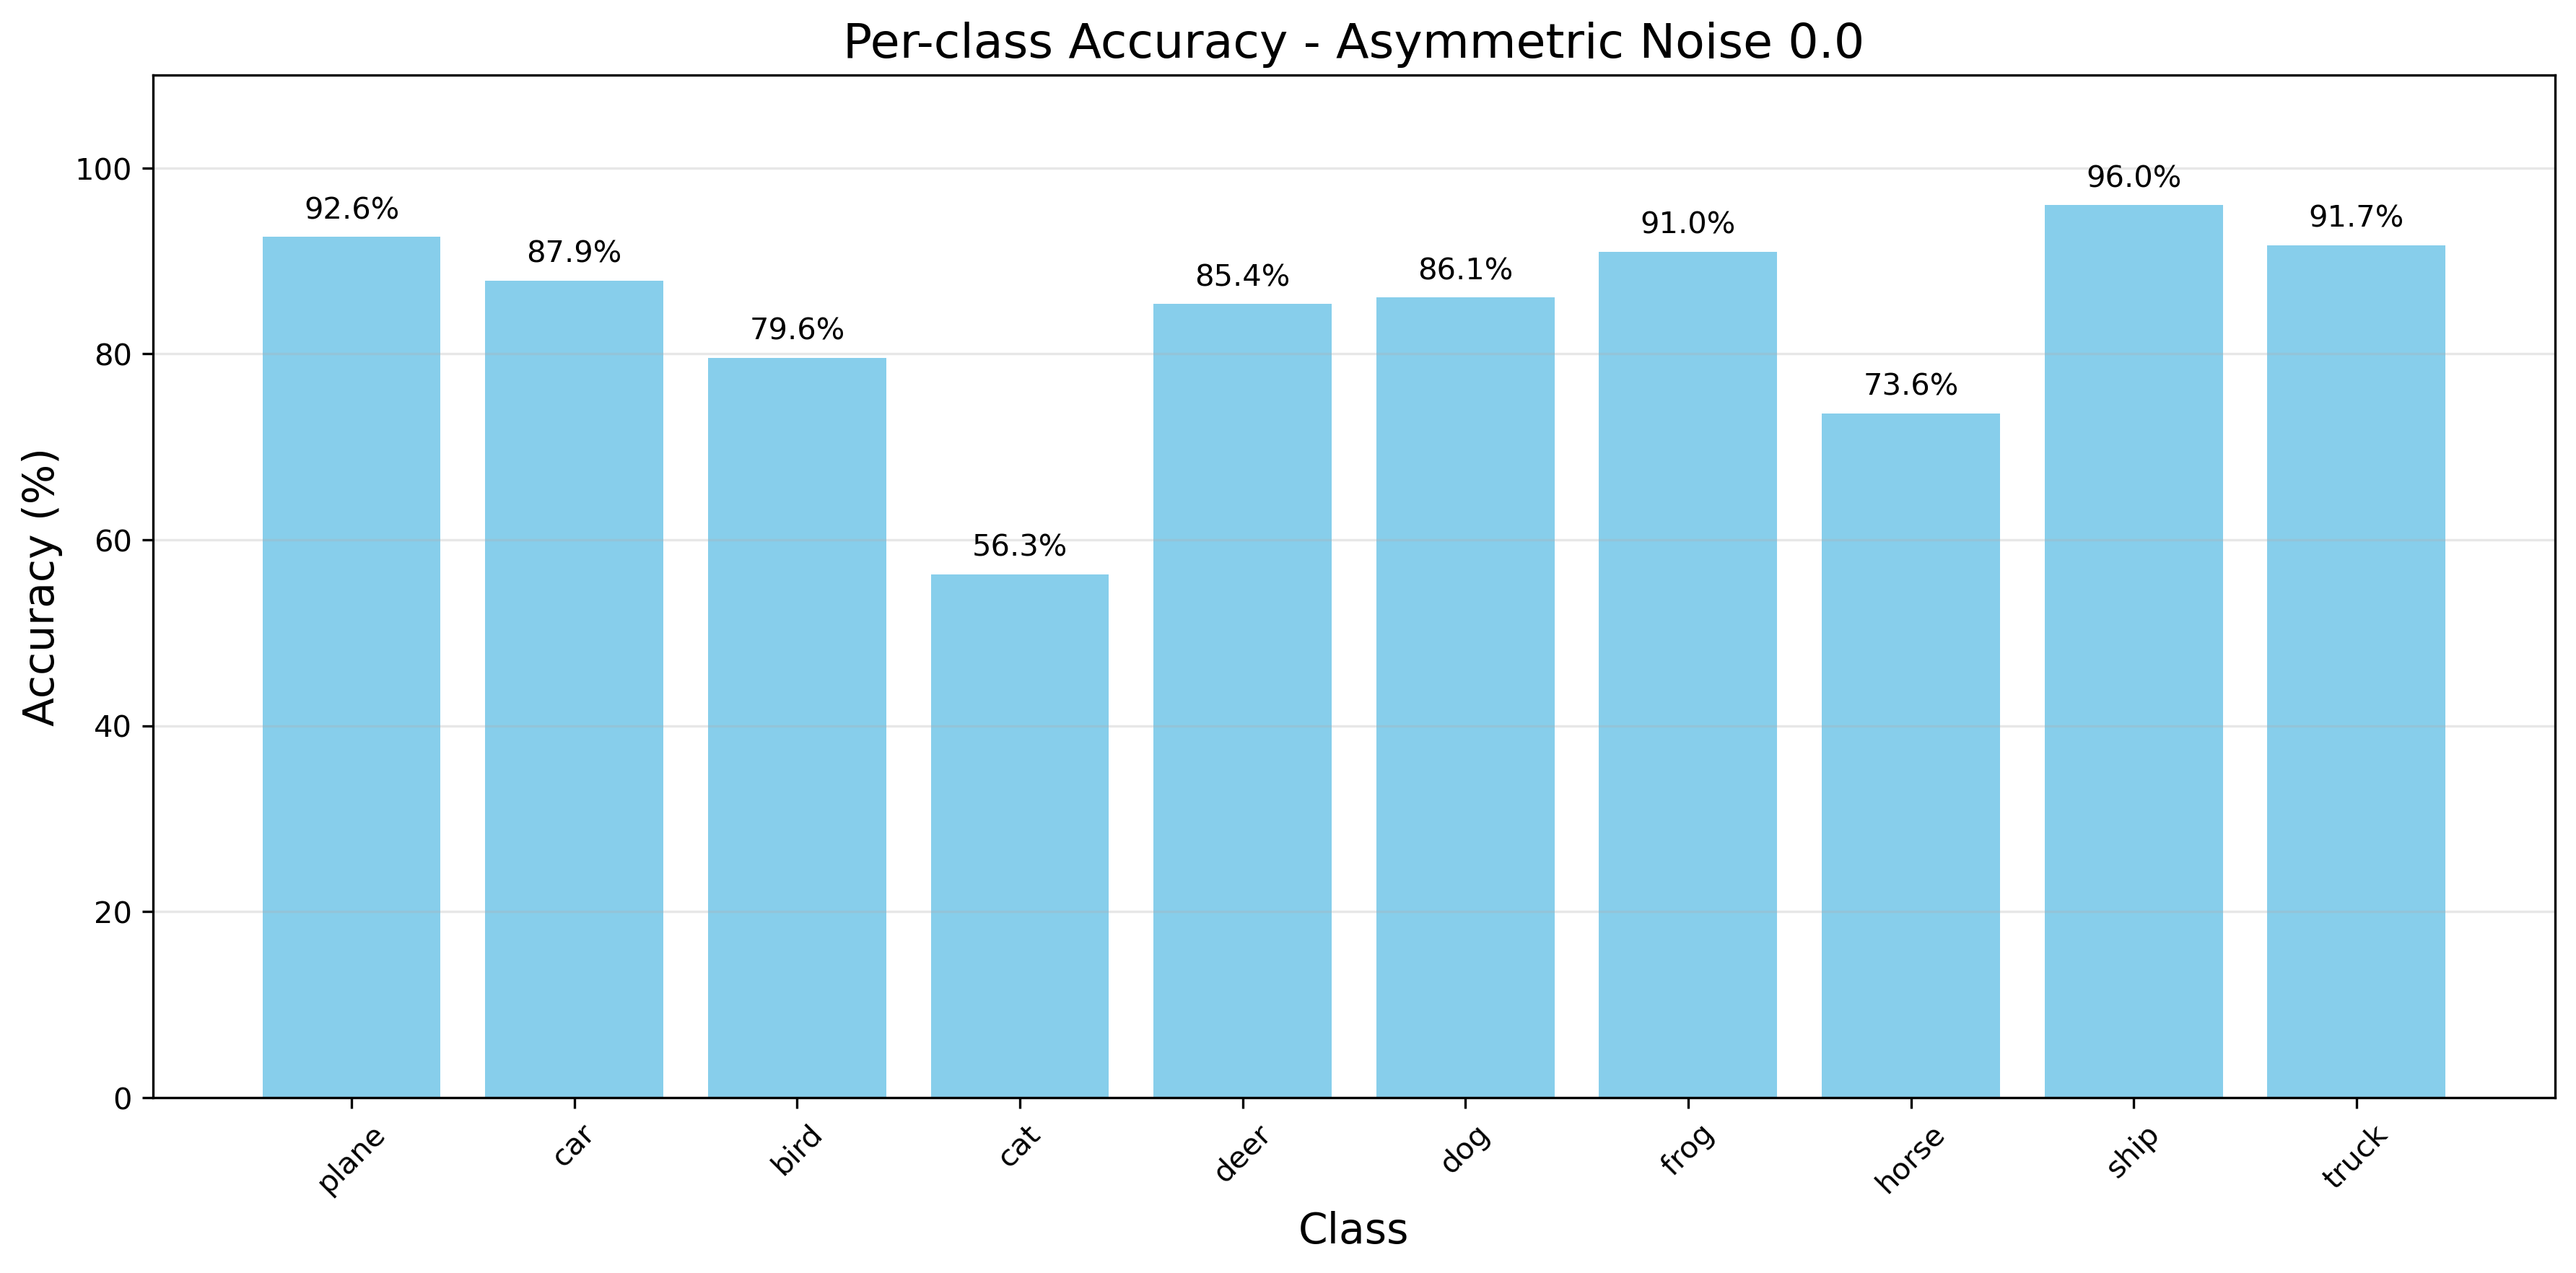 Per-class Accuracy - Asymmetric Noise 0.0
Accuracy (%)
100
80
60
40
20
0
92.6%
87.9%
79.6%
56.3%
85.4%
86.1%
91.0%
73.6%
96.0%
91.7%
plane
car
bird
cat
deer
dog
frog
horse
ship
truck
Class